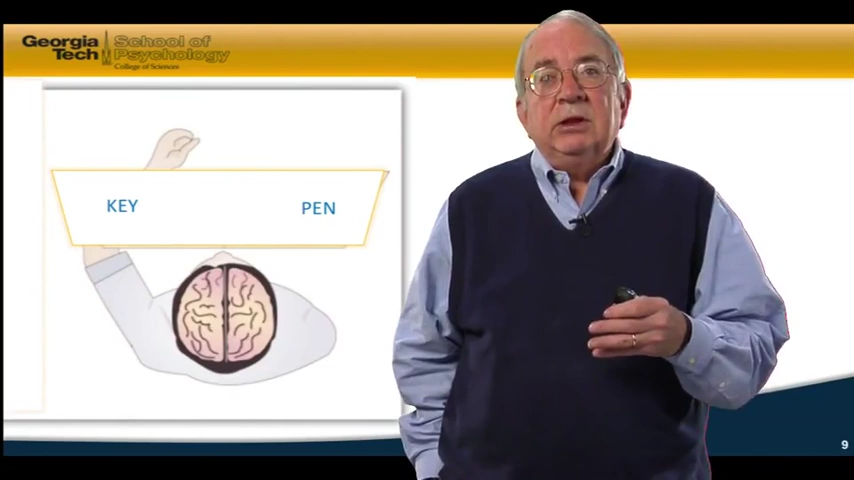 Georgia Tech
School of Psychology
College of Sciences
KEY
PEN
9